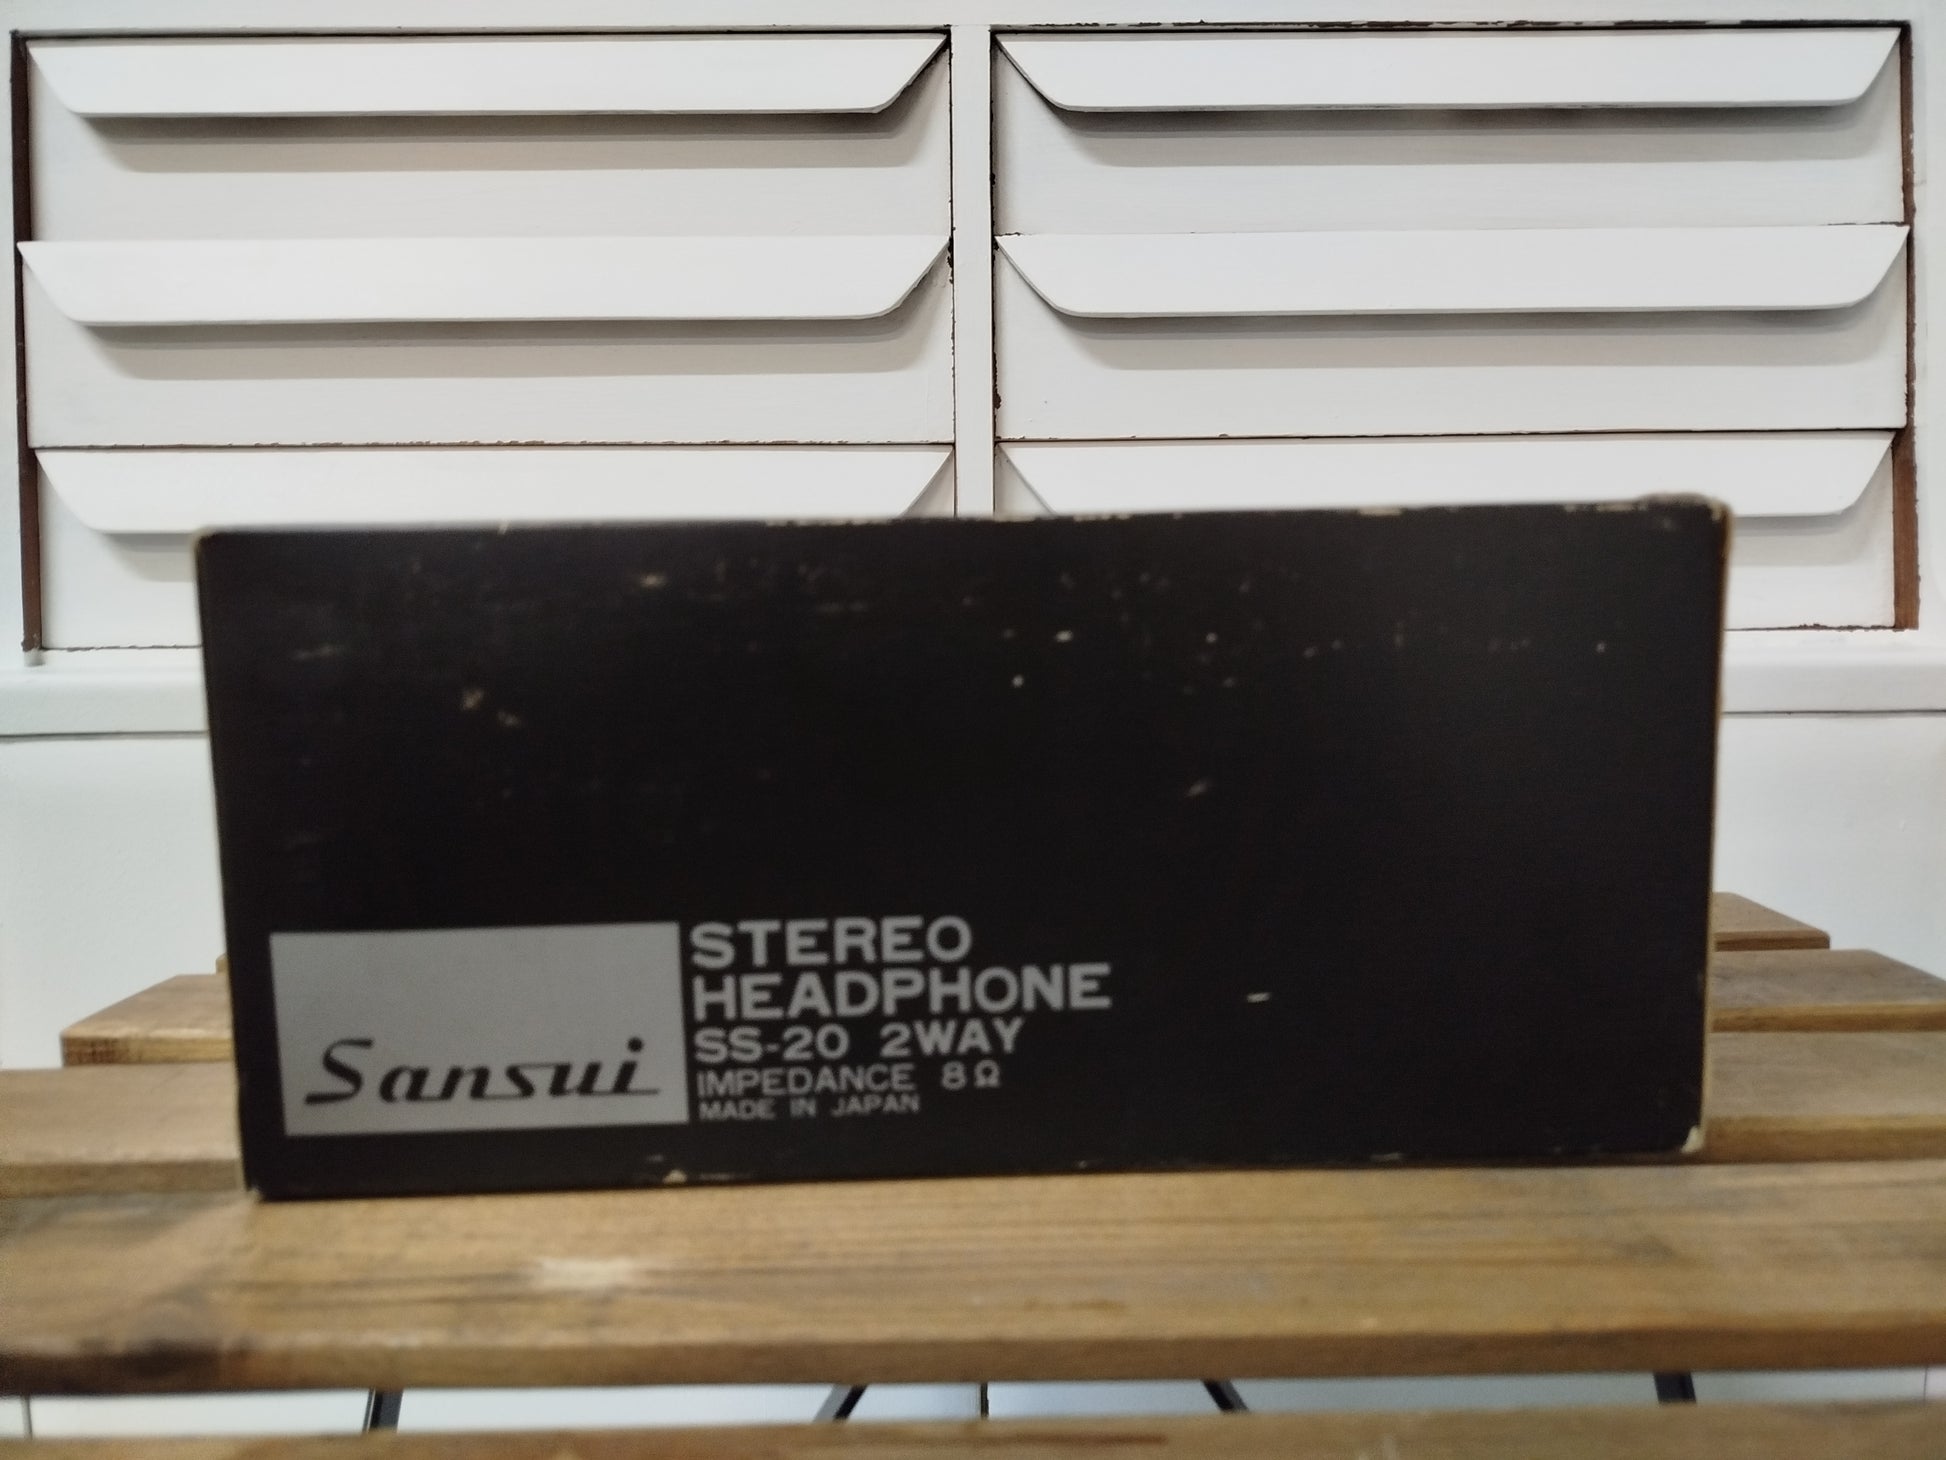 Sansui
STEREO
HEADPHONE
SS-20 2WAY
IMPEDANCE 8Ω
MADE IN JAPAN